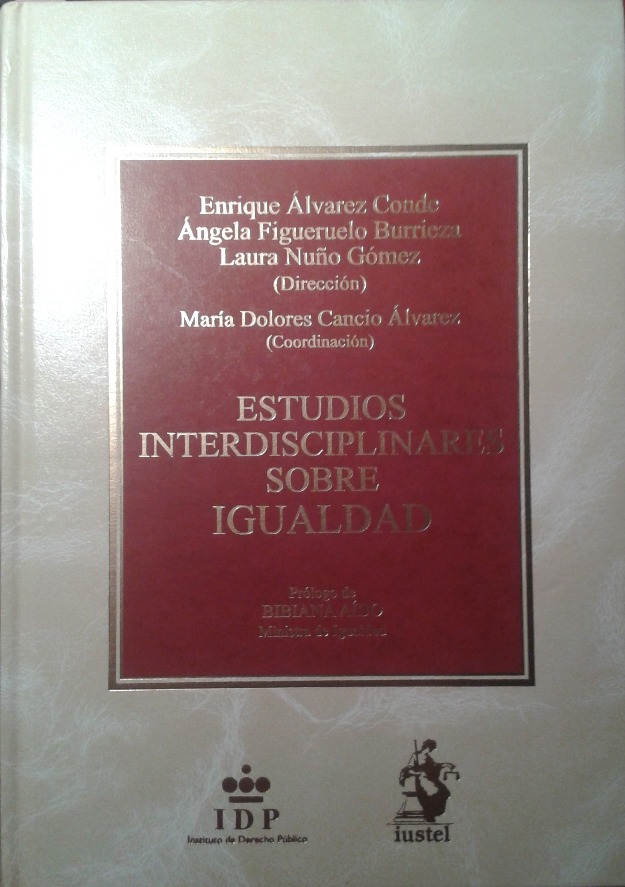 Enrique Álvarez Conde
Ángela Figueruelo Burrieza
Laura Nuño Gómez
(Dirección)
María Dolores Cancio Álvarez
(Coordinación)
ESTUDIOS
INTERDISCIPLINARES
SOBRE
IGUALDAD
Prólogo de
BIBIANA AÍDO
Ministra de Igualdad
IDP
Instituto de Derecho Público
iustel